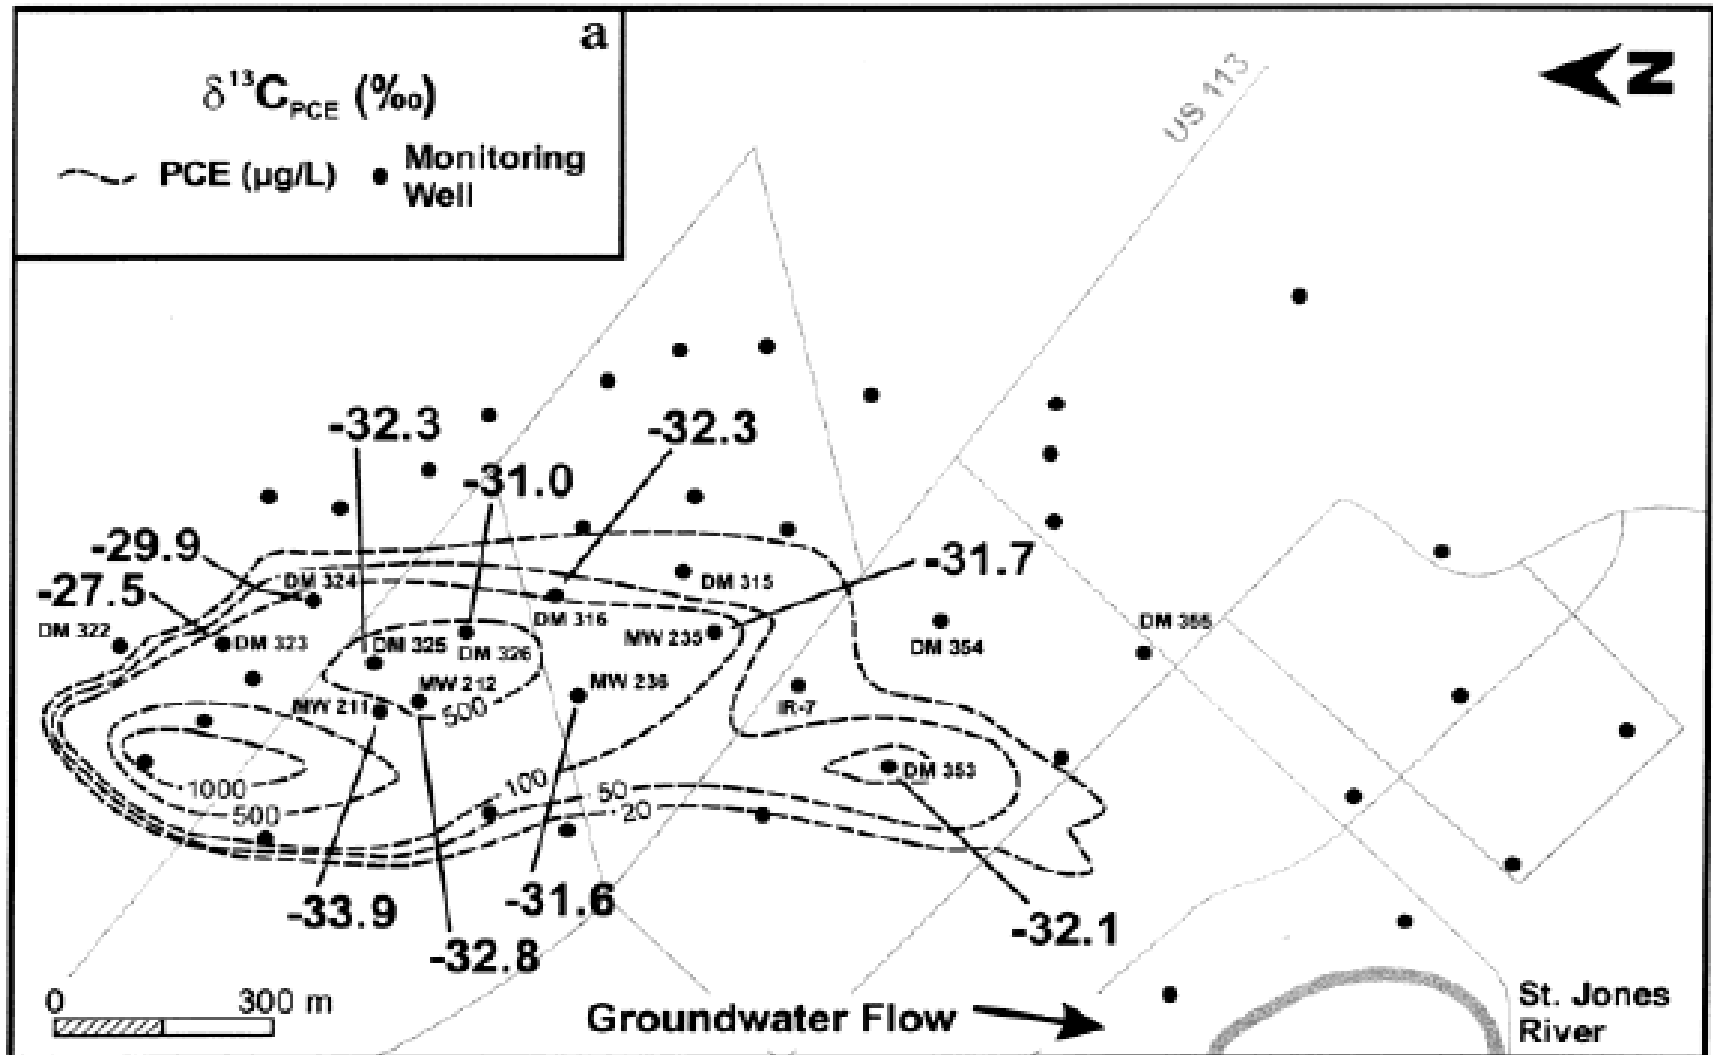 a
δ13CPCE (‰)
PCE (µg/L)
Monitoring
Well
N
US 113
-32.3
-32.3
-31.0
-29.9
-31.7
-27.5
DM 324
DM 315
DM 322
DM 323
DM 316
DM 325
DM 326
MW 235
DM 354
DM 355
MW 212
MW 236
MW 211
500
IR-7
DM 353
1000
100
50
500
20
-33.9
-31.6
-32.1
-32.8
0 300 m
Groundwater Flow
St. Jones
River